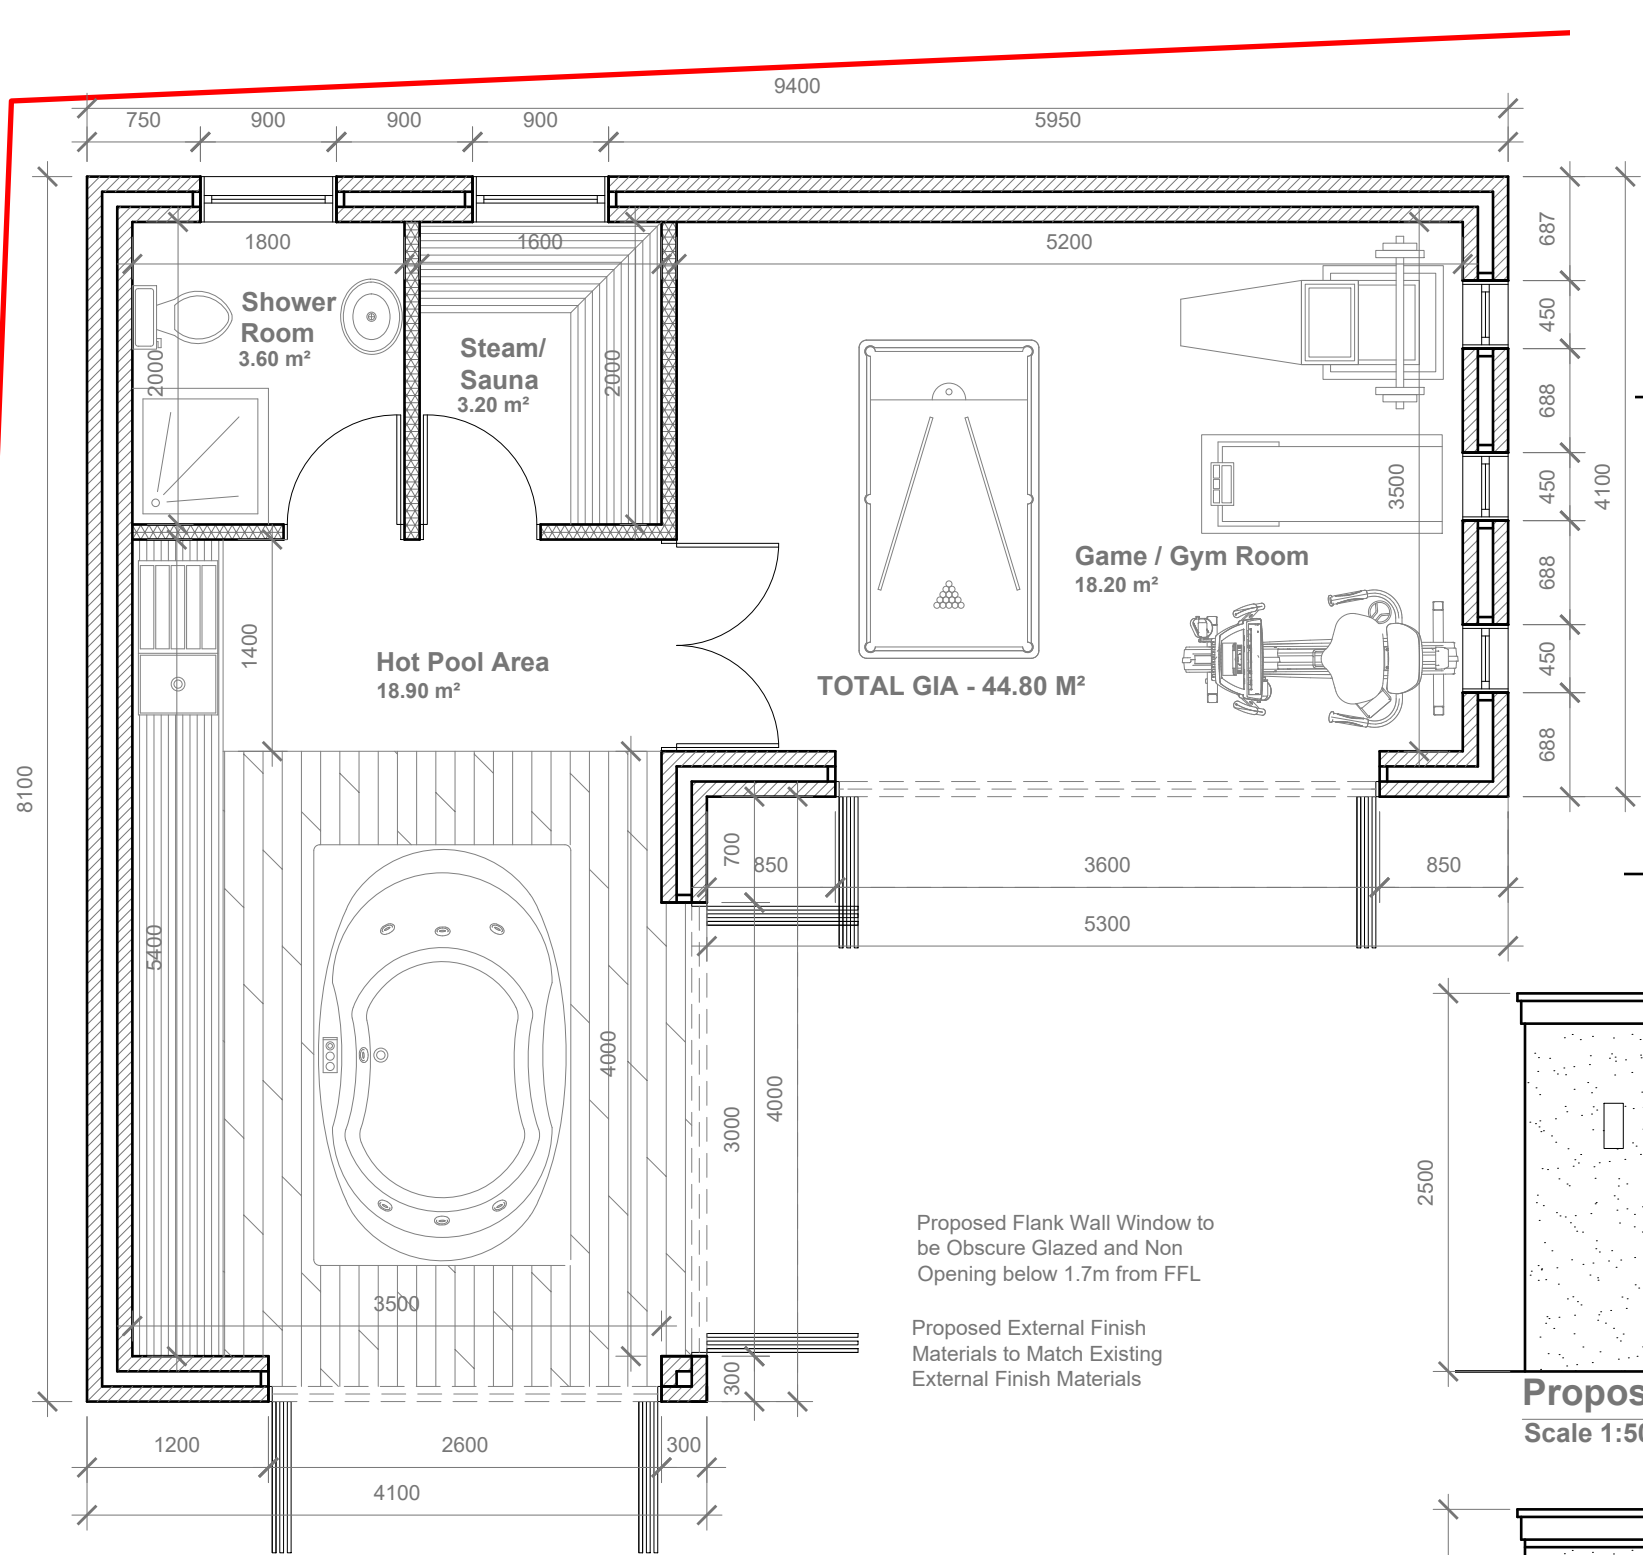 9400
750 900 900 900 5950
1800 1600 5200
Shower
Room
3.60 m²
Steam/
Sauna
3.20 m²
2000
2000
687
450
688
450
688
450
688
4100
3500
Game / Gym Room
18.20 m²
1400
Hot Pool Area
18.90 m²
TOTAL GIA - 44.80 M²
8100
700
850 3600 850
5300
5400
4000
3000
4000
2500
Proposed Flank Wall Window to
be Obscure Glazed and Non
Opening below 1.7m from FFL
3500
Proposed External Finish
Materials to Match Existing
External Finish Materials
300
1200 2600 300
4100
Scale